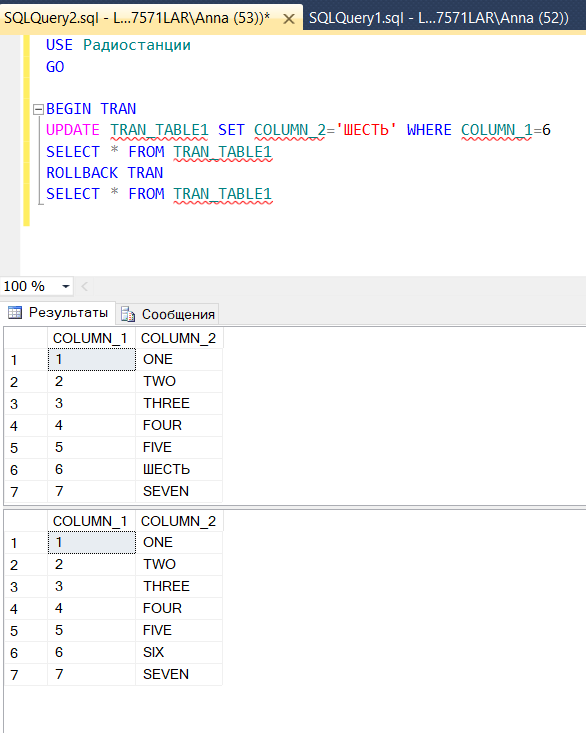 SQLQuery2.sql - L...7571LAR\Anna (53))* SQLQuery1.sql - L...7571LAR\Anna (52))
USE Радиостанции
GO
BEGIN TRAN
UPDATE TRAN_TABLE1 SET COLUMN_2='ШЕСТЬ' WHERE COLUMN_1=6
SELECT * FROM TRAN_TABLE1
ROLLBACK TRAN
SELECT * FROM TRAN_TABLE1
100 %
Результаты Сообщения
COLUMN_1 COLUMN_2
1 1 ONE
2 2 TWO
3 3 THREE
4 4 FOUR
5 5 FIVE
6 6 ШЕСТЬ
7 7 SEVEN
COLUMN_1 COLUMN_2
1 1 ONE
2 2 TWO
3 3 THREE
4 4 FOUR
5 5 FIVE
6 6 SIX
7 7 SEVEN